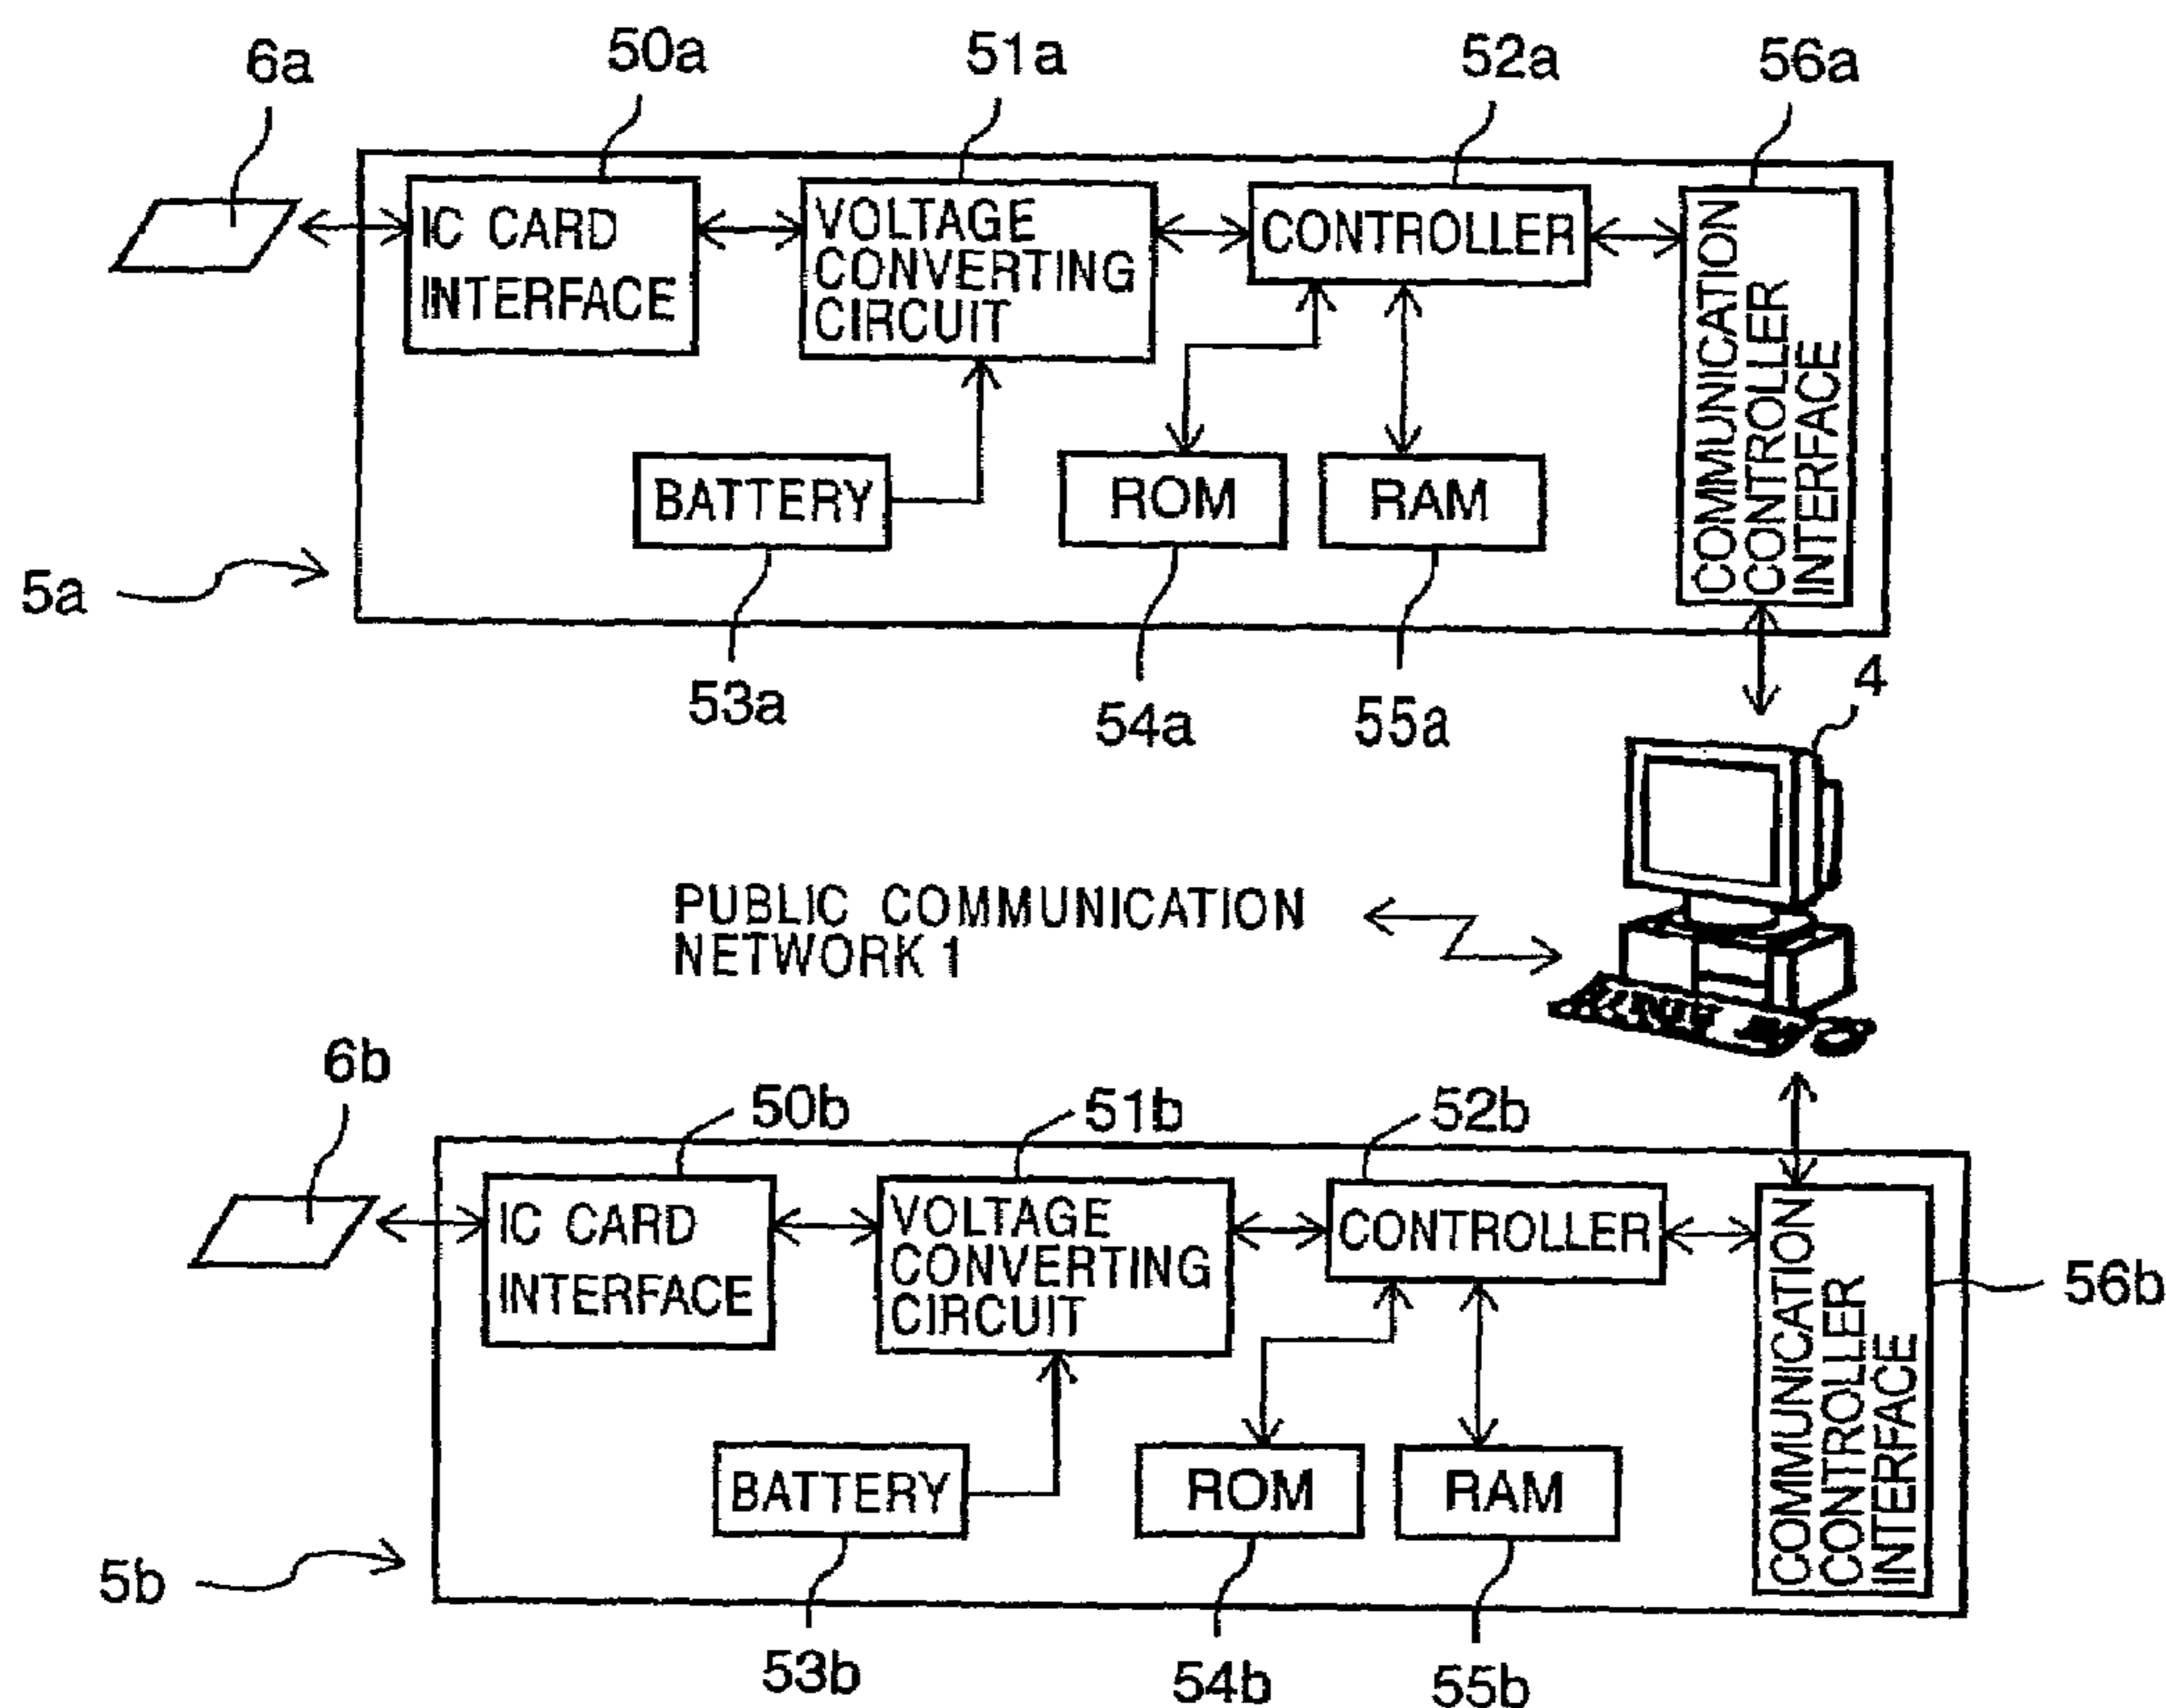 6a
50a
51a
52a
56a
IC CARD
INTERFACE
VOLTAGE
CONVERTING
CIRCUIT
CONTROLLER
COMMUNICATION
CONTROLLER
INTERFACE
BATTERY
ROM
RAM
5a
53a
54a
55a
4
PUBLIC COMMUNICATION
NETWORK 1
6b
50b
51b
52b
IC CARD
INTERFACE
VOLTAGE
CONVERTING
CIRCUIT
CONTROLLER
COMMUNICATION
CONTROLLER
INTERFACE
56b
BATTERY
ROM
RAM
5b
53b
54b
55b